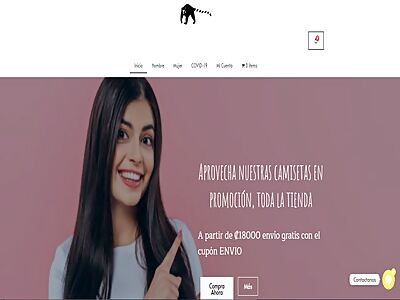 Inicio Hombre Mujer COVID-19 Mi Cuenta 0 items
APROVECHA NUESTRAS CAMISETAS EN
PROMOCIÓN, TODA LA TIENDA
A partir de ₡18000 envío gratis con el
cupón ENVIO
Compra
Ahora
Más
Contactanos